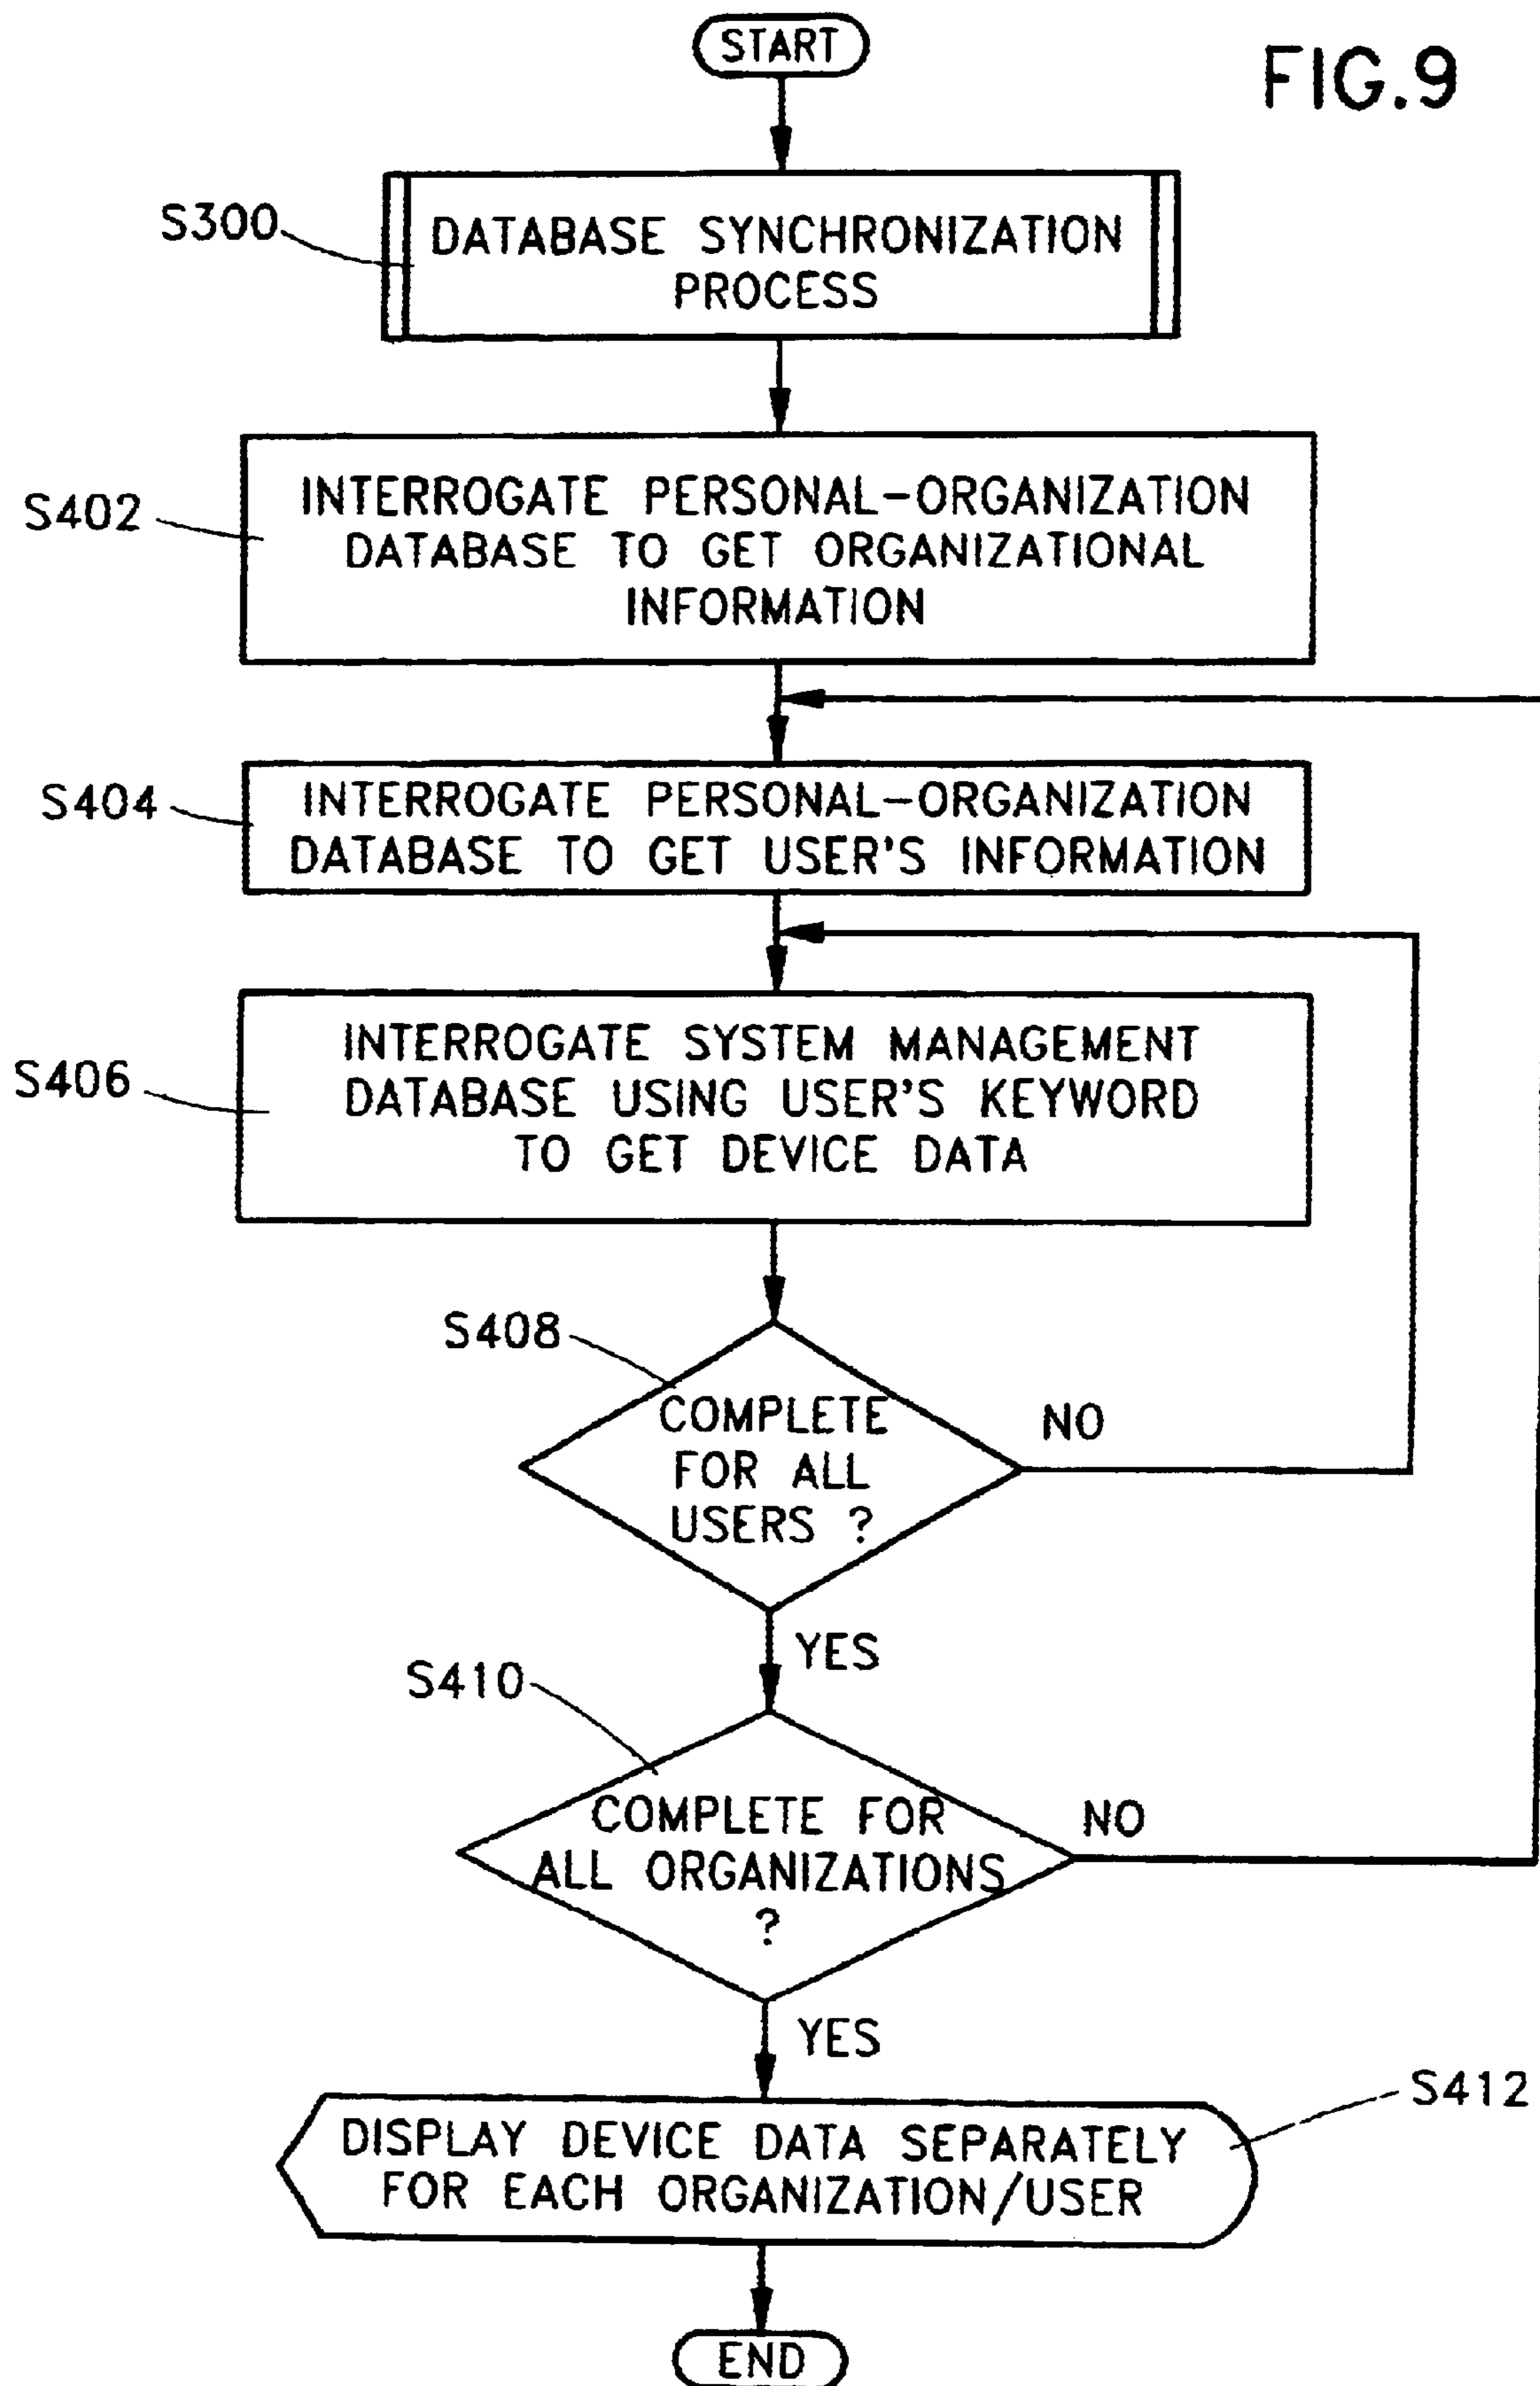 START
FIG.9
S300
DATABASE SYNCHRONIZATION
PROCESS
S402
INTERROGATE PERSONAL-ORGANIZATION
DATABASE TO GET ORGANIZATIONAL
INFORMATION
S404
INTERROGATE PERSONAL-ORGANIZATION
DATABASE TO GET USER'S INFORMATION
S406
INTERROGATE SYSTEM MANAGEMENT
DATABASE USING USER'S KEYWORD
TO GET DEVICE DATA
S408
COMPLETE
FOR ALL
USERS ?
NO
YES
S410
COMPLETE FOR
ALL ORGANIZATIONS
?
NO
YES
S412
DISPLAY DEVICE DATA SEPARATELY
FOR EACH ORGANIZATION/USER
END